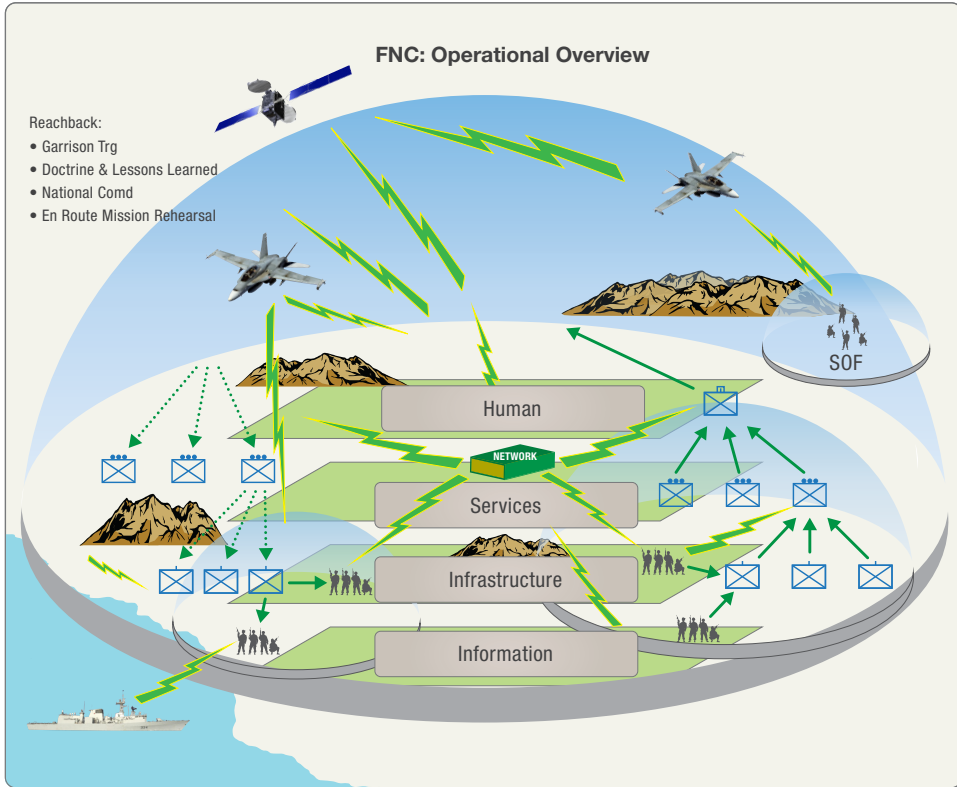 FNC: Operational Overview
Reachback:
• Garrison Trg
• Doctrine & Lessons Learned
• National Comd
• En Route Mission Rehearsal
SOF
Human
NETWORK
Services
Infrastructure
Information